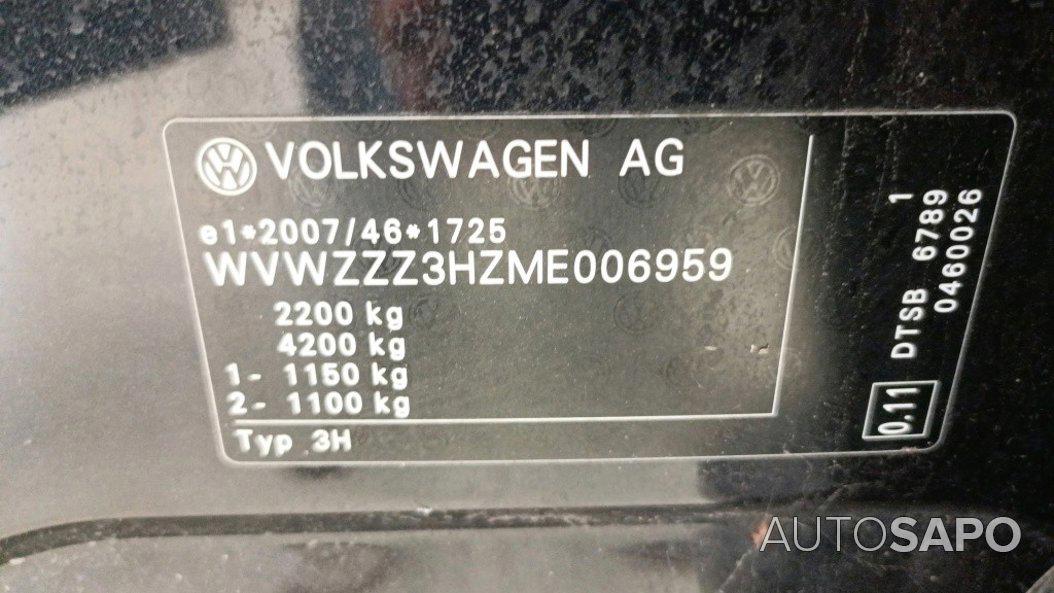 VOLKSWAGEN AG
e1*2007/46*1725
WVWZZZ3HZME006959
2200 kg
4200 kg
1- 1150 kg
2- 1100 kg
Typ 3H
1
DTSB 6789
0460026
0.11
AUTOSAPO